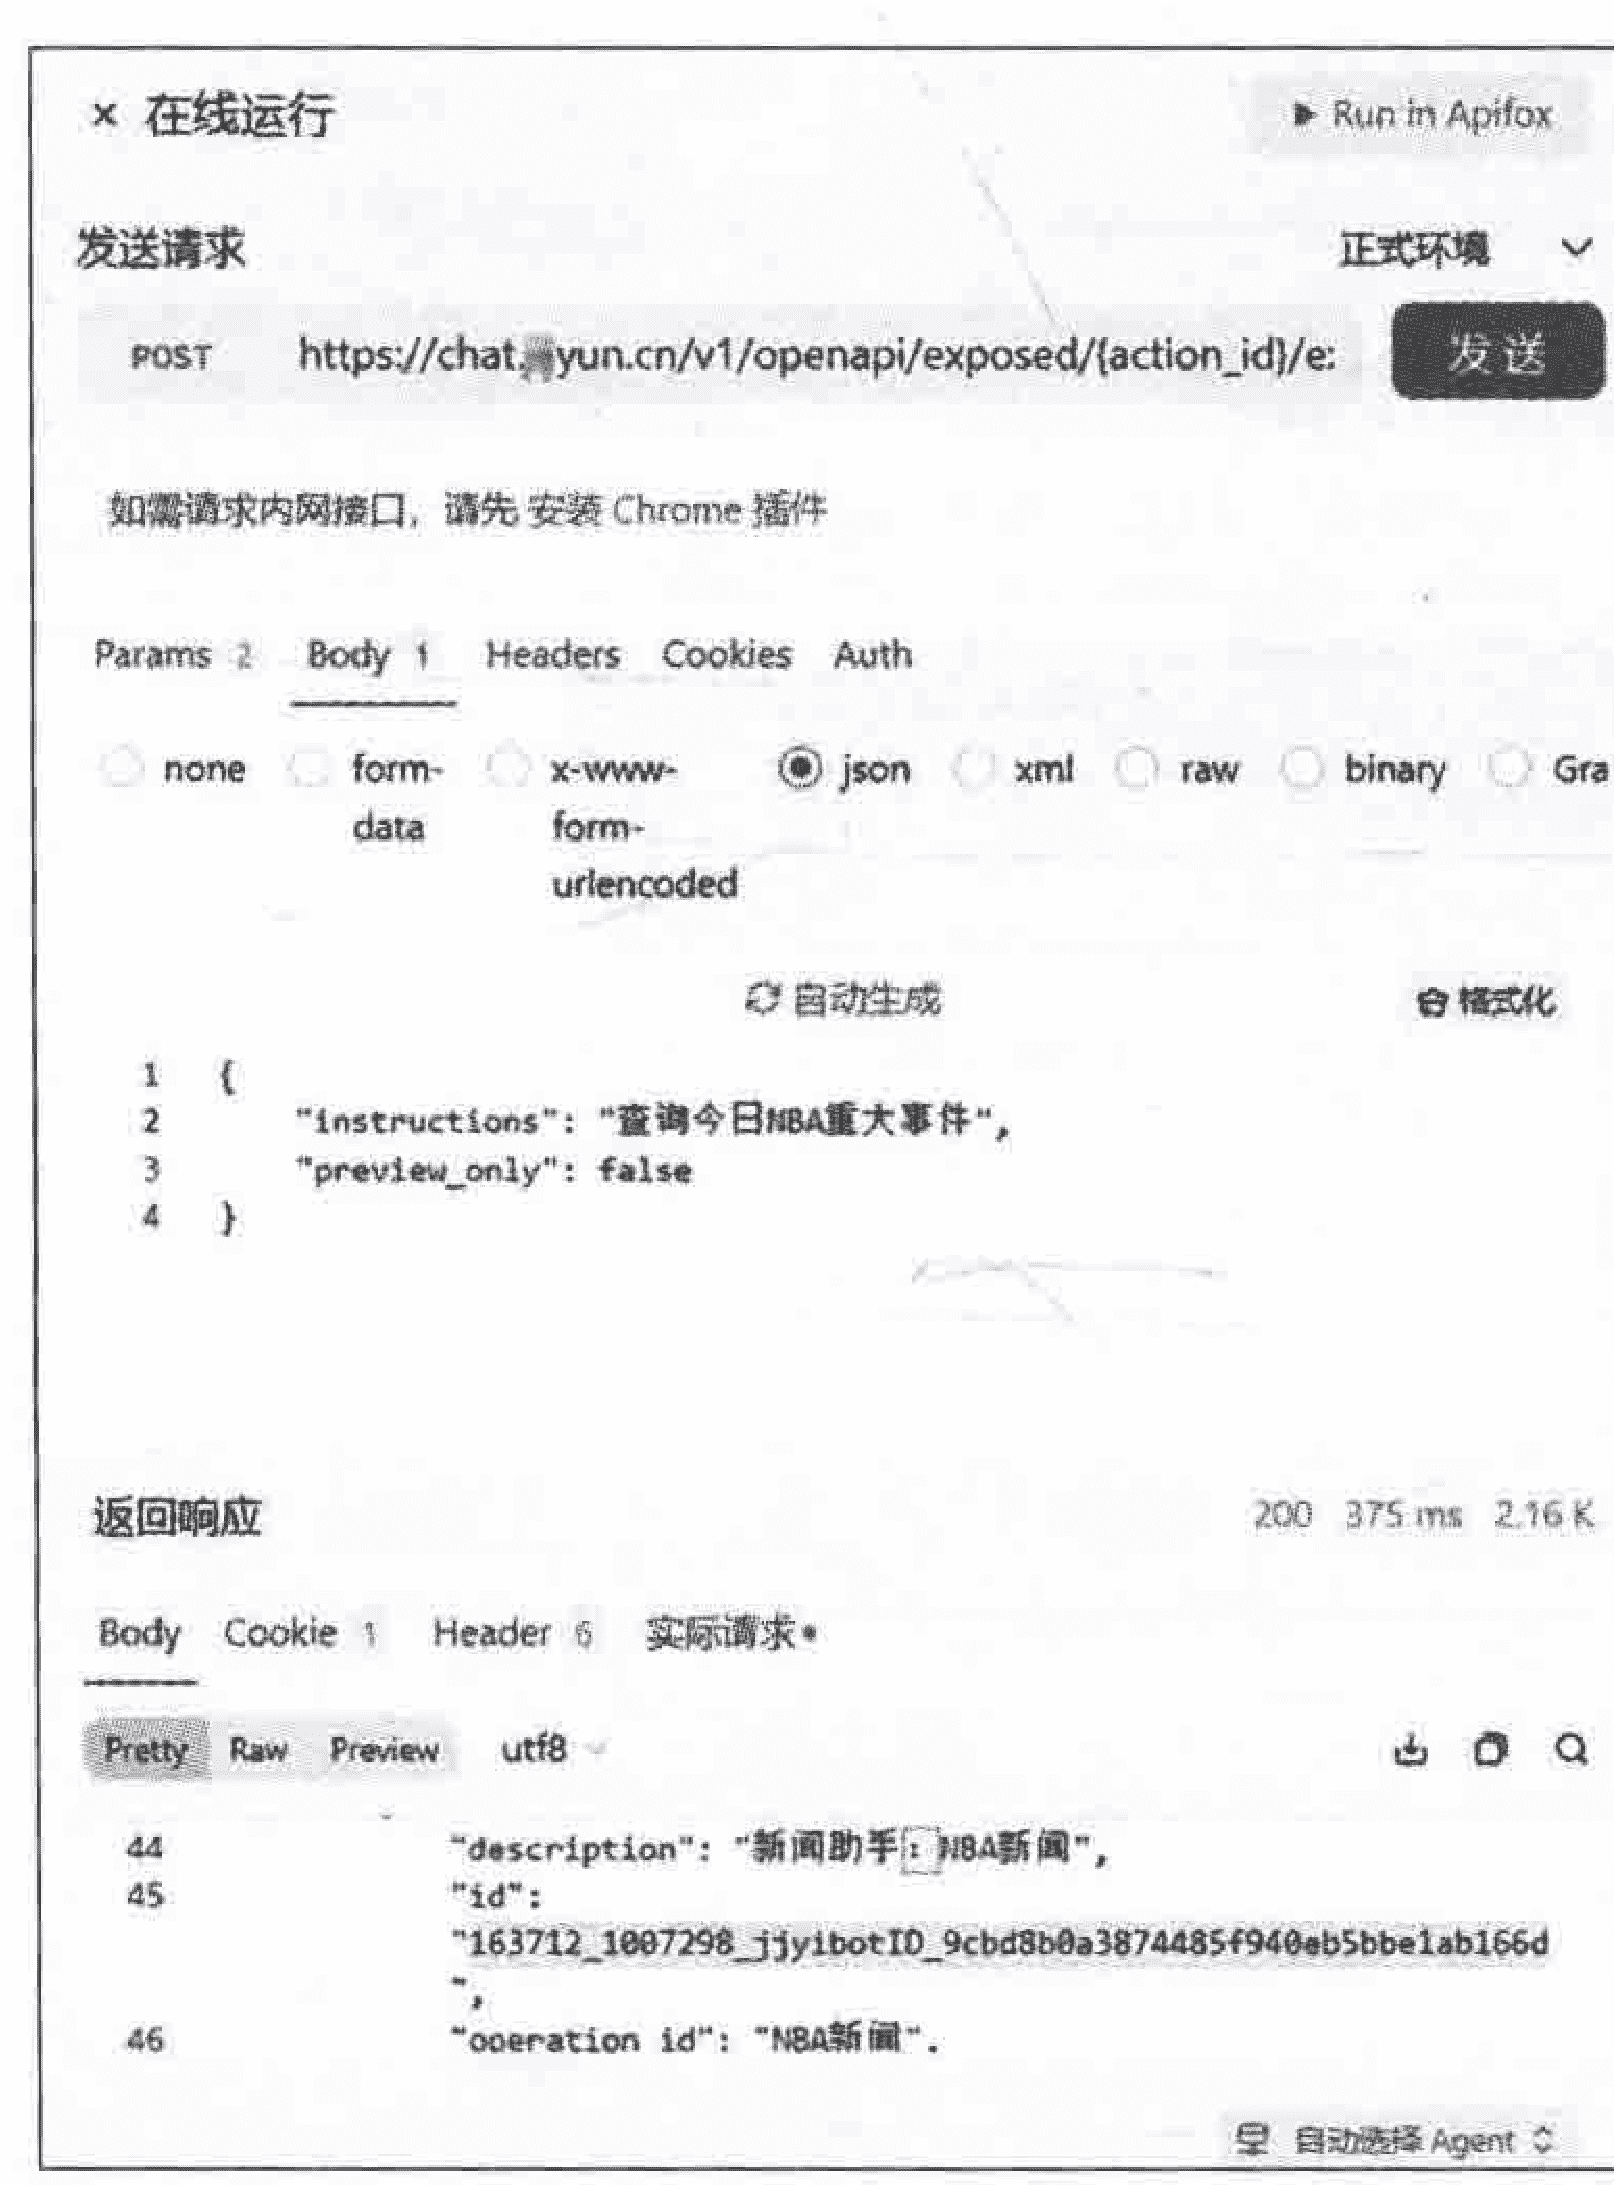 × 在线运行
Run in Apifox
发送请求
正式环境
POST https://chat. yun.cn/v1/openapi/exposed/{action_id}/e:
发送
如需请求内网接口，请先 安装 Chrome 插件
Params 2 Body 1 Headers Cookies Auth
none form-data x-www-form-urlencoded json xml raw binary Gra
自动生成 格式化
1 {
2 "instructions": "查询今日NBA重大事件",
3 "preview_only": false
4 }
返回响应 200 375 ms 2.16 K
Body Cookie 1 Header 6 实际请求•
Pretty Raw Preview utf8
44 "description": "新闻助手：NBA新闻",
45 "id":
"163712_1007298_jjyibotID_9cbd8b0a3874485f940eb5bbe1ab166d
",
46 "operation_id": "NBA新闻",
自动选择 Agent